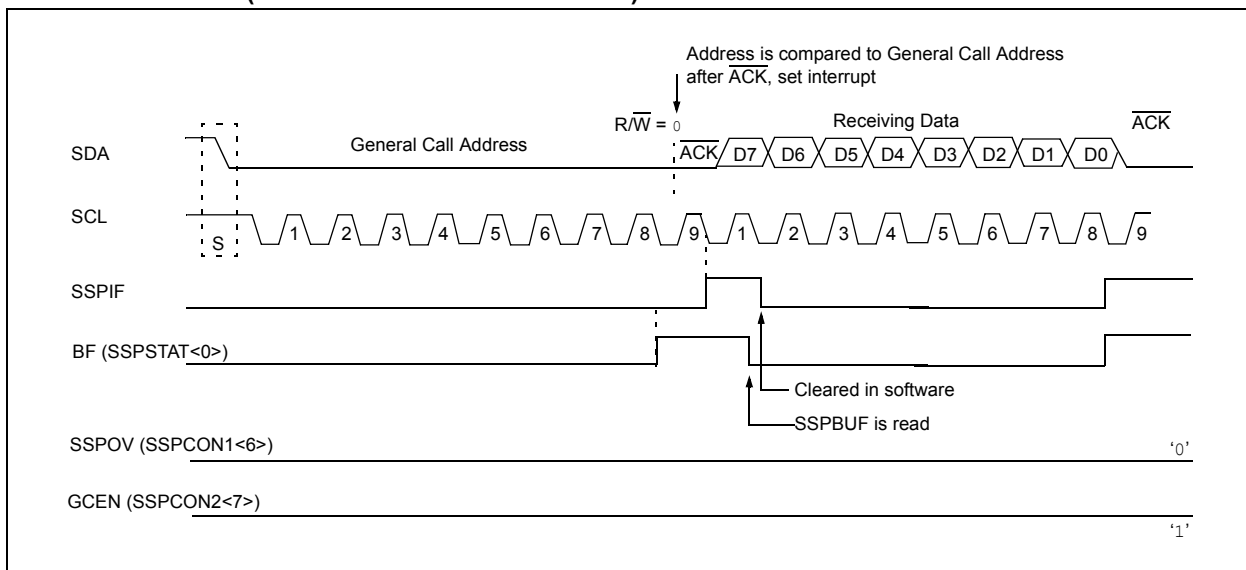 Address is compared to General Call Address
after ACK, set interrupt
R/W = 0
Receiving Data
ACK
SDA
General Call Address
ACK
D7 D6 D5 D4 D3 D2 D1 D0
SCL
S
1 2 3 4 5 6 7 8 9 1 2 3 4 5 6 7 8 9
SSPIF
BF (SSPSTAT<0>)
Cleared in software
SSPBUF is read
SSPOV (SSPCON1<6>)
‘0’
GCEN (SSPCON2<7>)
‘1’